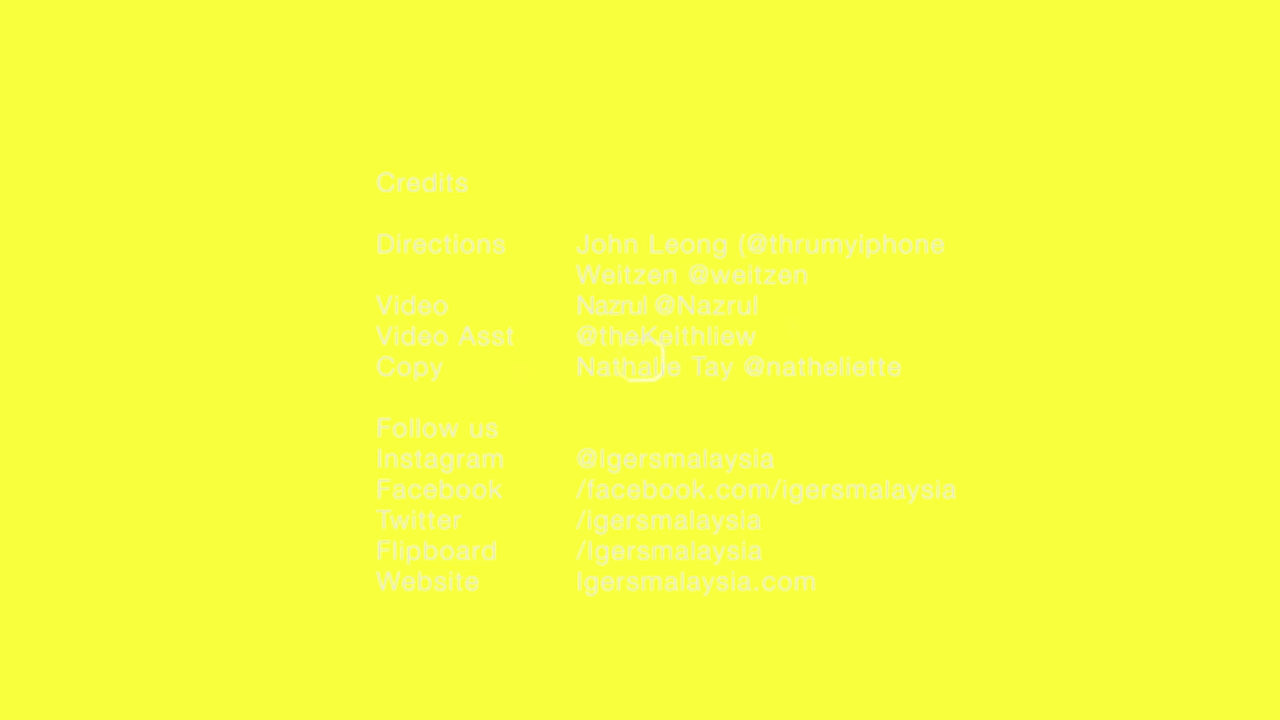 Credits
Directions John Leong (@thrumyiphone
Weitzen @weitzen
Video Nazrul @Nazrul
Video Asst @theKeithliew
Copy Nathalie Tay @natheliette
Follow us
Instagram @igersmalaysia
Facebook /facebook.com/igersmalaysia
Twitter /igersmalaysia
Flipboard /igersmalaysia
Website igersmalaysia.com